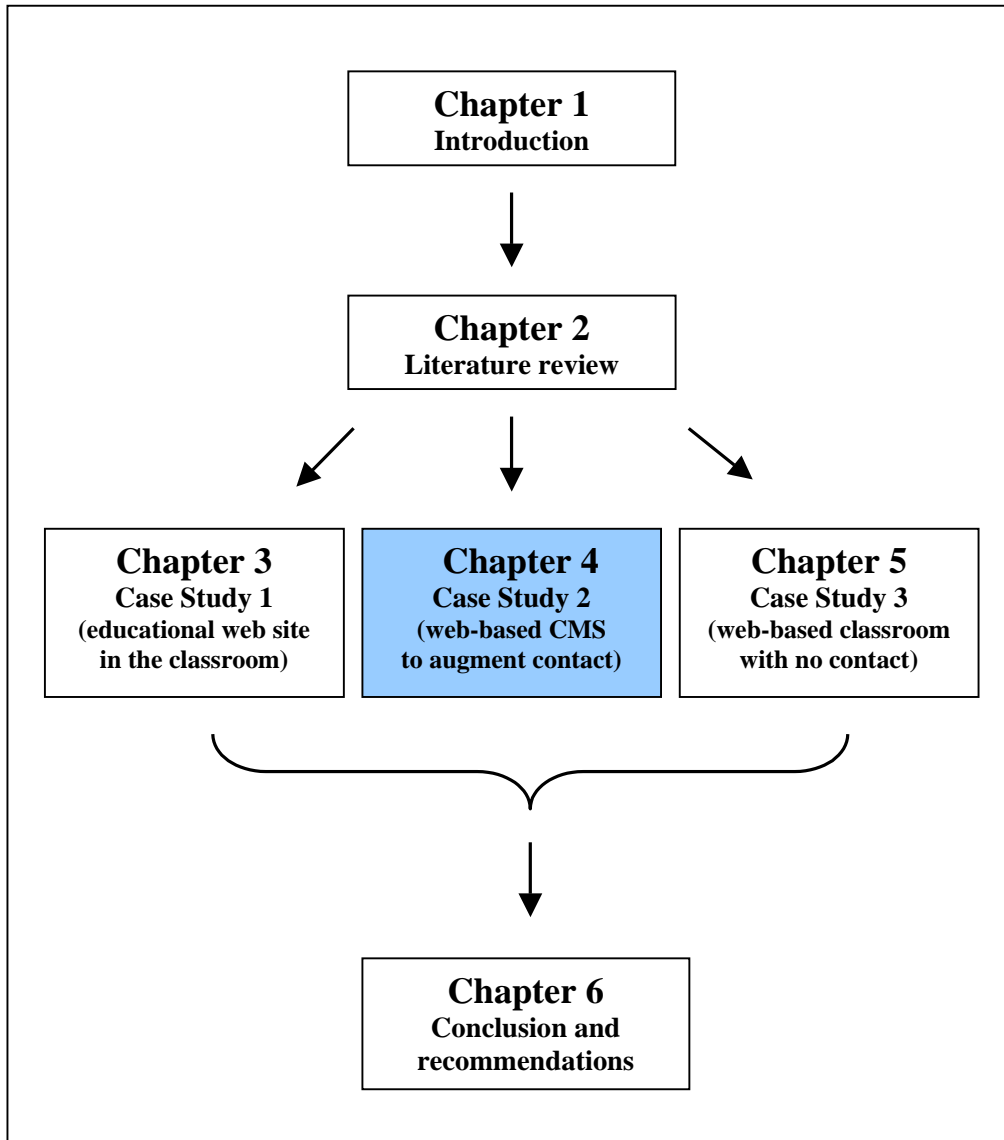 Chapter 1
Introduction
Chapter 2
Literature review
Chapter 3
Case Study 1
(educational web site
in the classroom)
Chapter 4
Case Study 2
(web-based CMS
to augment contact)
Chapter 5
Case Study 3
(web-based classroom
with no contact)
Chapter 6
Conclusion and
recommendations